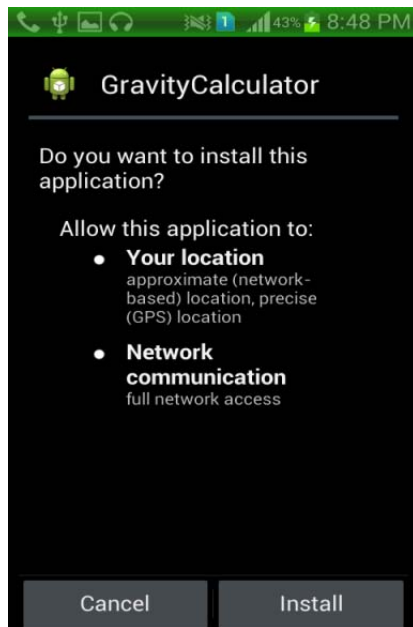 1 43% 8:48 PM
GravityCalculator
Do you want to install this
application?
Allow this application to:
Your location
approximate (network-
based) location, precise
(GPS) location
Network
communication
full network access
Cancel Install